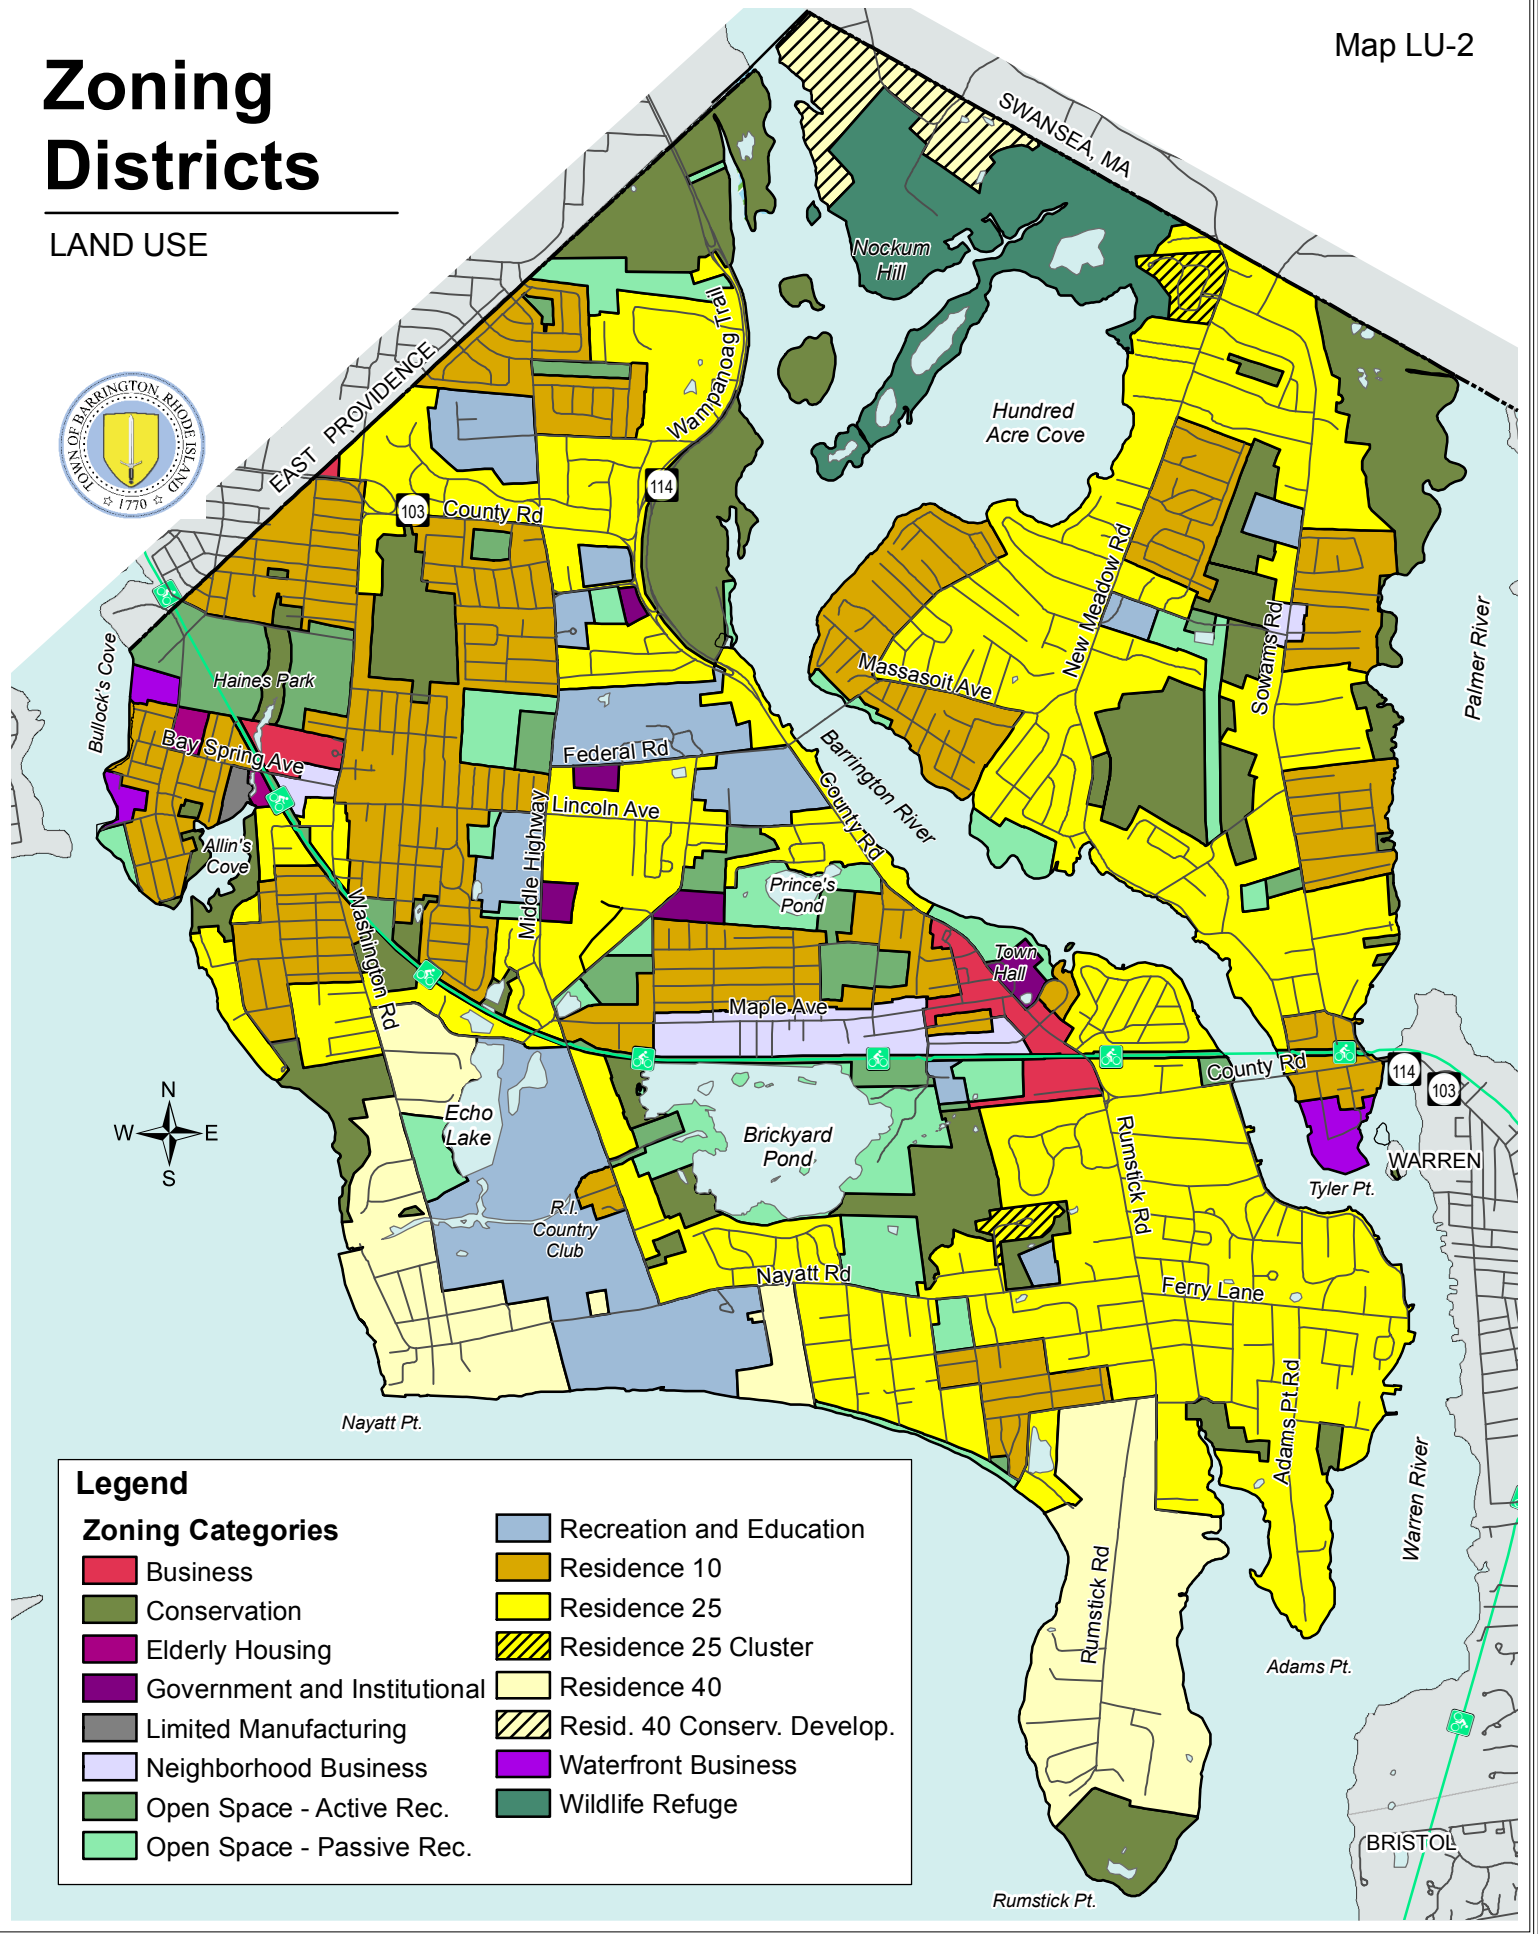 Map LU-2
Zoning
Districts
LAND USE
SWANSEA, MA
Nockum
Hill
Wampanoag Trail
EAST PROVIDENCE
TOWN OF BARRINGTON, RHODE ISLAND
1770
Hundred
Acre Cove
114
103
County Rd
New Meadow Rd
Palmer River
Sowams Rd
Massasoit Ave
Bullock's Cove
Haines Park
Bay Spring Ave
Federal Rd
Barrington River
Lincoln Ave
County Rd
Middle Highway
Allin's
Cove
Prince's
Pond
Washington Rd
Town
Hall
Maple Ave
County Rd
114
103
N
W E
S
Echo
Lake
Brickyard
Pond
Rumstick Rd
WARREN
Tyler Pt.
R.I.
Country
Club
Nayatt Rd
Ferry Lane
Adams Pt Rd
Nayatt Pt.
Warren River
Rumstick Rd
Adams Pt.
BRISTOL
Rumstick Pt.
Legend
Zoning Categories
Business
Conservation
Elderly Housing
Government and Institutional
Limited Manufacturing
Neighborhood Business
Open Space - Active Rec.
Open Space - Passive Rec.
Recreation and Education
Residence 10
Residence 25
Residence 25 Cluster
Residence 40
Resid. 40 Conserv. Develop.
Waterfront Business
Wildlife Refuge